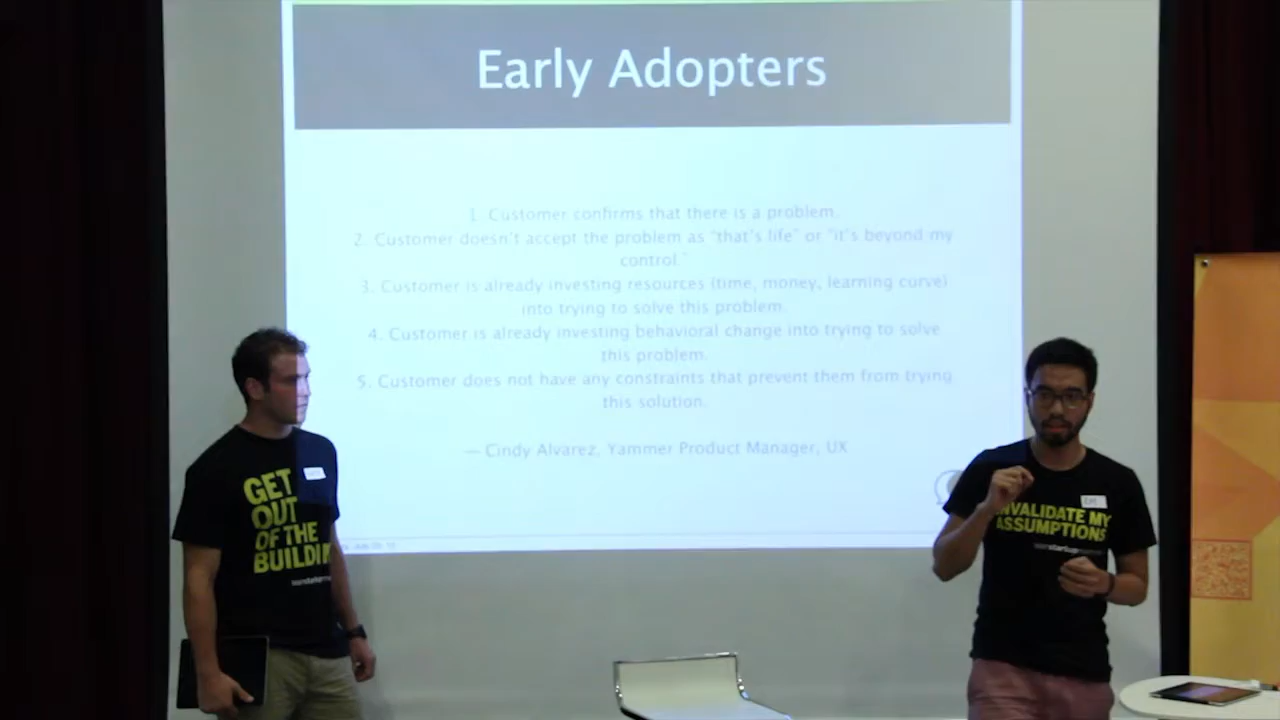 Early Adopters
1. Customer confirms that there is a problem.
2. Customer doesn't accept the problem as "that's life" or "it's beyond my
control."
3. Customer is already investing resources (time, money, learning curve)
into trying to solve this problem.
4. Customer is already investing behavioral change into trying to solve
this problem.
5. Customer does not have any constraints that prevent them from trying
this solution.
— Cindy Alvarez, Yammer Product Manager, UX
GET
OUT
OF THE
BUILDIN
INVALIDATE MY
ASSUMPTIONS